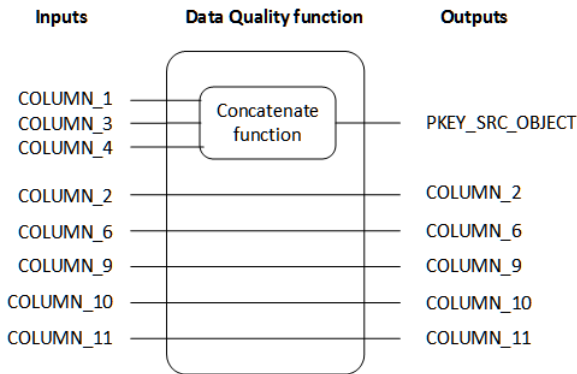 Inputs Data Quality function Outputs
COLUMN_1
COLUMN_3
COLUMN_4
Concatenate
function
PKEY_SRC_OBJECT
COLUMN_2 COLUMN_2
COLUMN_6 COLUMN_6
COLUMN_9 COLUMN_9
COLUMN_10 COLUMN_10
COLUMN_11 COLUMN_11